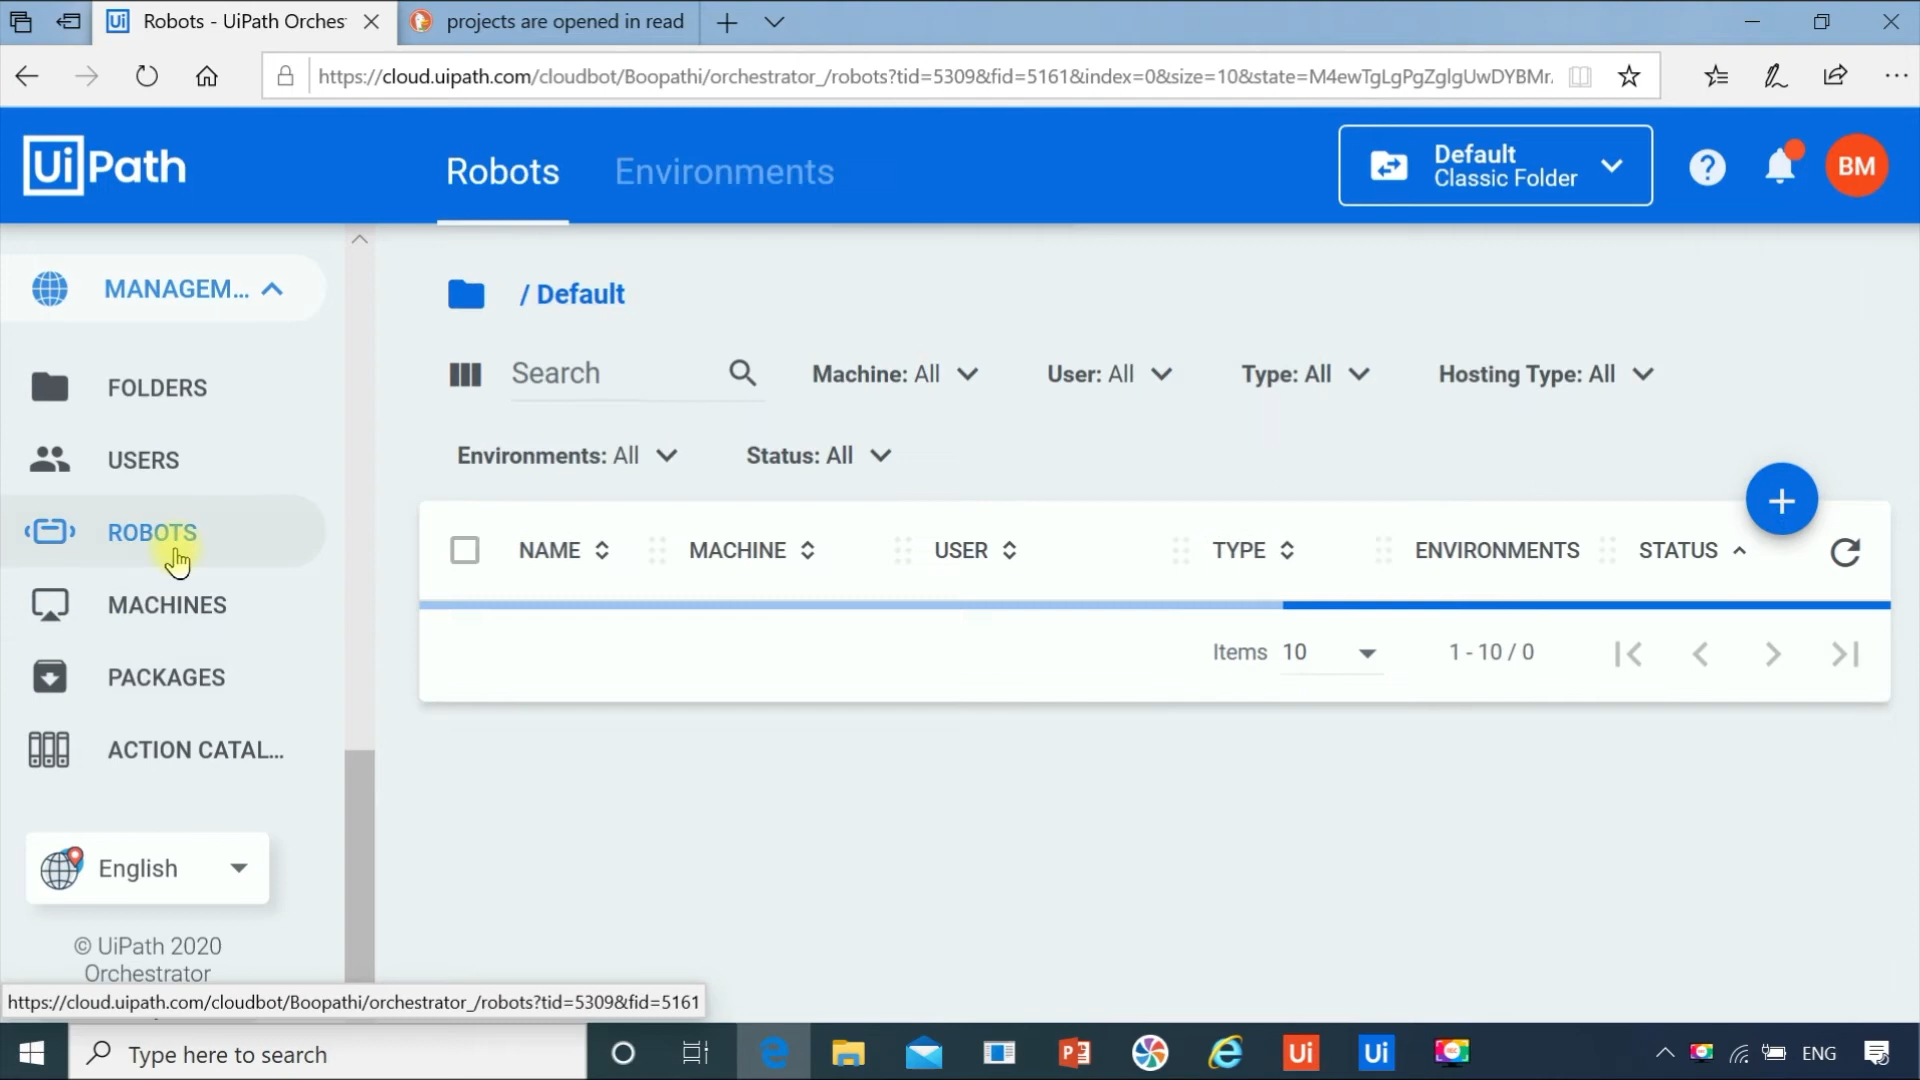 Robots - UiPath Orches
projects are opened in read
https://cloud.uipath.com/cloudbot/Boopathi/orchestrator_/robots?tid=5309&fid=5161&index=0&size=10&state=M4ewTgLgPgZglgUwDYBMr.
UiPath
Robots
Environments
Default
Classic Folder
BM
MANAGEM...
FOLDERS
USERS
ROBOTS
MACHINES
PACKAGES
ACTION CATAL...
English
© UiPath 2020
Orchestrator
/ Default
Search
Machine: All
User: All
Type: All
Hosting Type: All
Environments: All
Status: All
NAME
MACHINE
USER
TYPE
ENVIRONMENTS
STATUS
Items 10
1 - 10 / 0
https://cloud.uipath.com/cloudbot/Boopathi/orchestrator_/robots?tid=5309&fid=5161
Type here to search
Ui
Ui
ENG